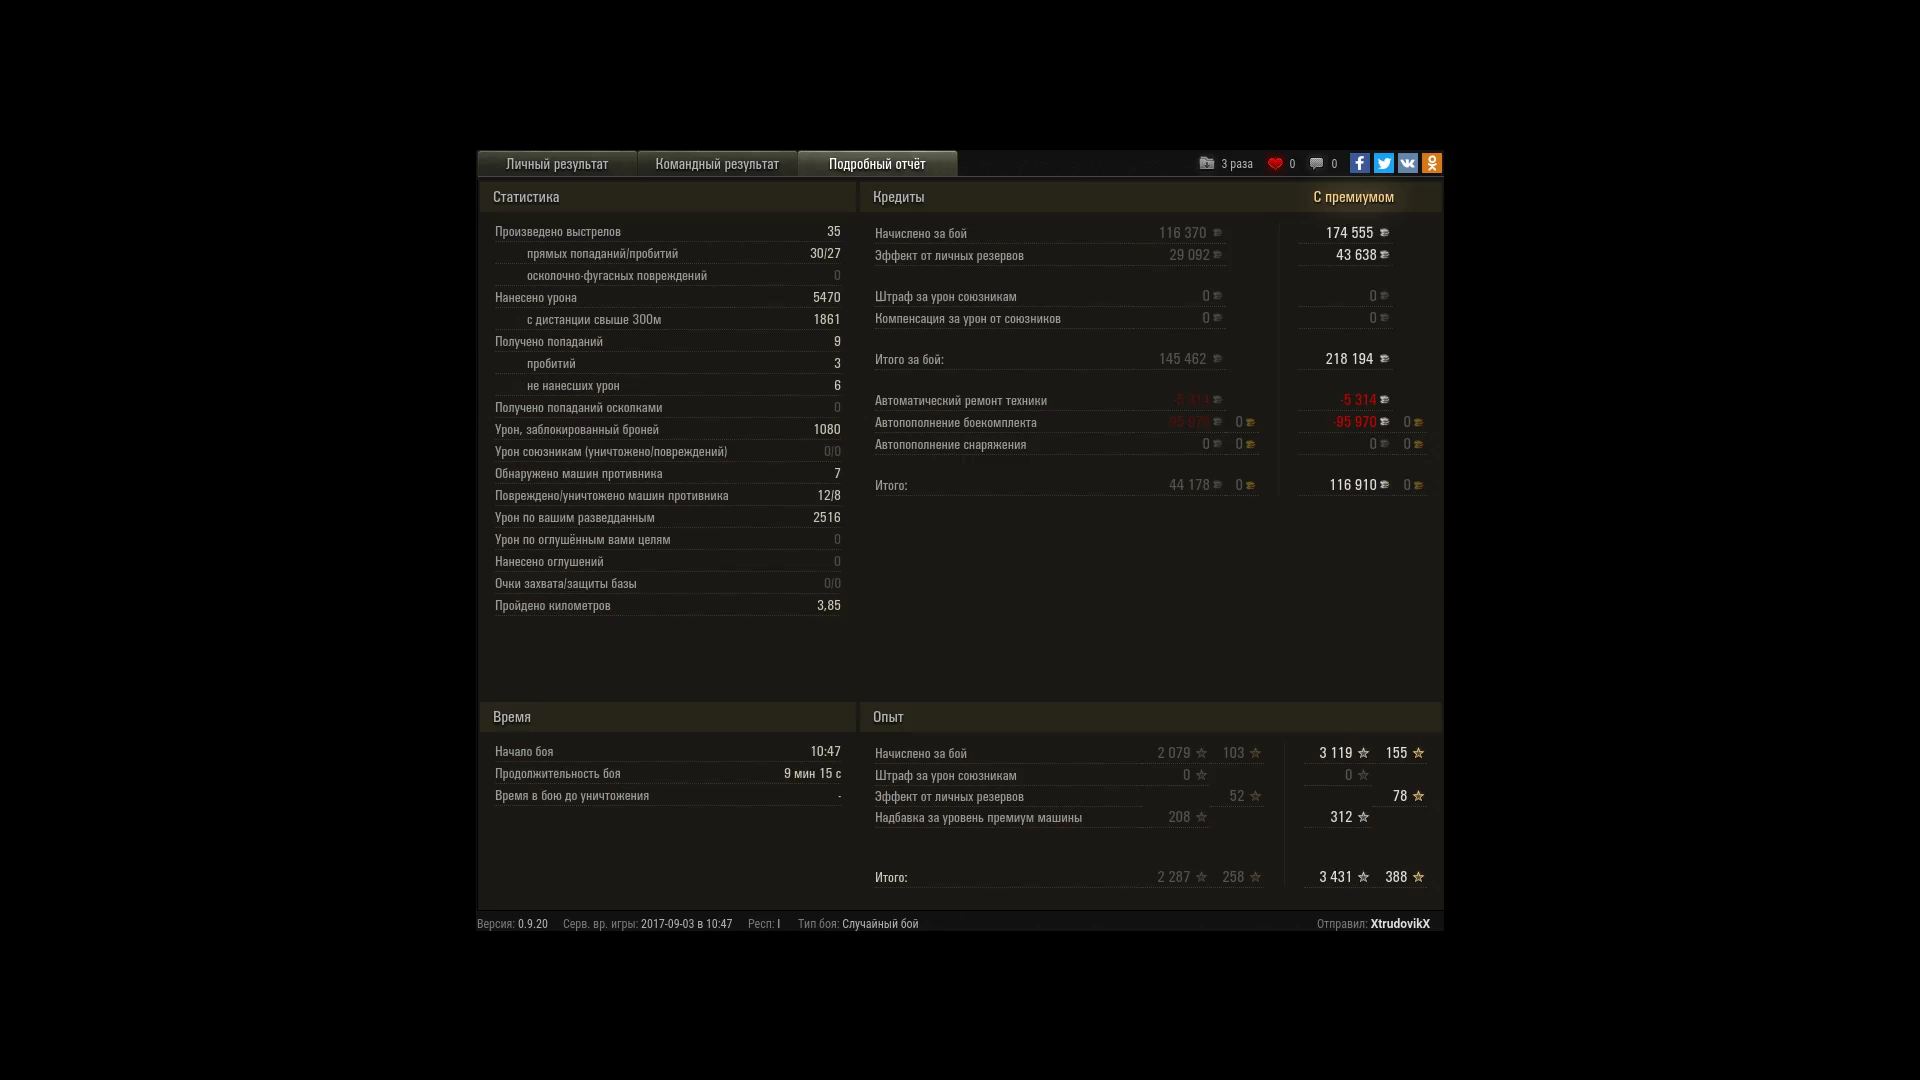 Личный результат Командный результат Подробный отчёт 3 раза 0 0
Статистика
Произведено выстрелов 35
прямых попаданий/пробитий 30/27
осколочно-фугасных повреждений 0
Нанесено урона 5470
с дистанции свыше 300м 1861
Получено попаданий 9
пробитий 3
не нанесших урон 6
Получено попаданий осколками 0
Урон, заблокированный броней 1080
Урон союзникам (уничтожено/повреждений) 0/0
Обнаружено машин противника 7
Повреждено/уничтожено машин противника 12/8
Урон по вашим разведданным 2516
Урон по оглушённым вами целям 0
Нанесено оглушений 0
Очки захвата/защиты базы 0/0
Пройдено километров 3,85
Кредиты С премиумом
Начислено за бой 116 370 174 555
Эффект от личных резервов 29 092 43 638
Штраф за урон союзникам 0 0
Компенсация за урон от союзников 0 0
Итого за бой: 145 462 218 194
Автоматический ремонт техники -5 314 -5 314
Автопополнение боекомплекта -95 970 0 -95 970 0
Автопополнение снаряжения 0 0 0 0
Итого: 44 178 0 116 910 0
Время
Начало боя 10:47
Продолжительность боя 9 мин 15 с
Время в бою до уничтожения -
Опыт
Начислено за бой 2 079 103 3 119 155
Штраф за урон союзникам 0 0
Эффект от личных резервов 52 78
Надбавка за уровень премиум машины 208 312
Итого: 2 287 258 3 431 388
Версия: 0.9.20 Серв. вр. игры: 2017-09-03 в 10:47 Респ: I Тип боя: Случайный бой Отправил: XtrudovikX